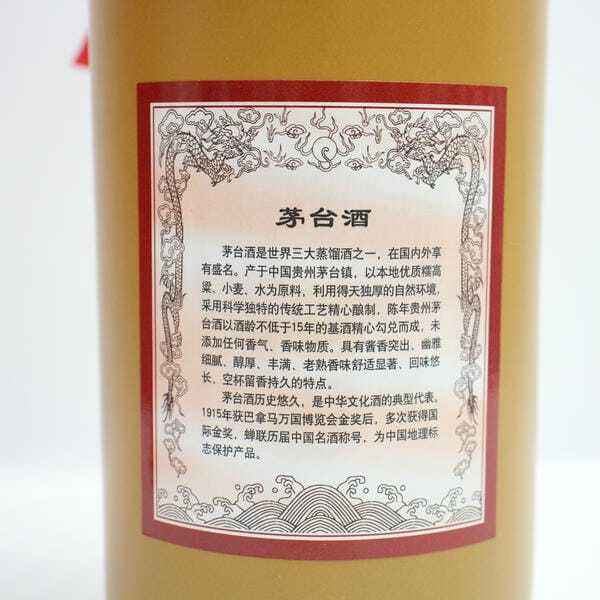 茅台酒
茅台酒是世界三大蒸馏酒之一，在国内外享
有盛名。产于中国贵州茅台镇，以本地优质糯高
粱、小麦、水为原料，利用得天独厚的自然环境，
采用科学独特的传统工艺精心酿制，陈年贵州茅
台酒以酒龄不低于15年的基酒精心勾兑而成，未
添加任何香气、香味物质。具有酱香突出、幽雅
细腻、醇厚、丰满、老熟香味舒适显著、回味悠
长、空杯留香持久的特点。
茅台酒历史悠久，是中华文化酒的典型代表。
1915年获巴拿马万国博览会金奖后，多次获得国
际金奖，蝉联历届中国名酒称号，为中国地理标
志保护产品。